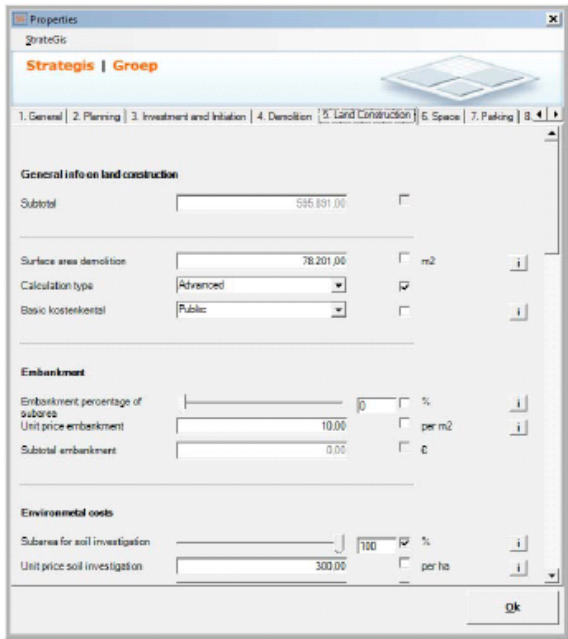 Properties
StrateGis
Strategis | Groep
1. General 2. Planning 3. Investment and Initiation 4. Demolition 5. Land Construction 6. Space 7. Parking 8.
General info on land construction
Subtotal 595.891,00
Surface area demolition 78.201,00 m2 i
Calculation type Advanced
Basic kostenkental Public i
Embankment
Embankment percentage of subarea 0 % i
Unit price embankment 10,00 per m2 i
Subtotal embankment 0,00
Environmetal costs
Subarea for soil investigation 100 % i
Unit price soil investigation 300,00 per ha i
Ok